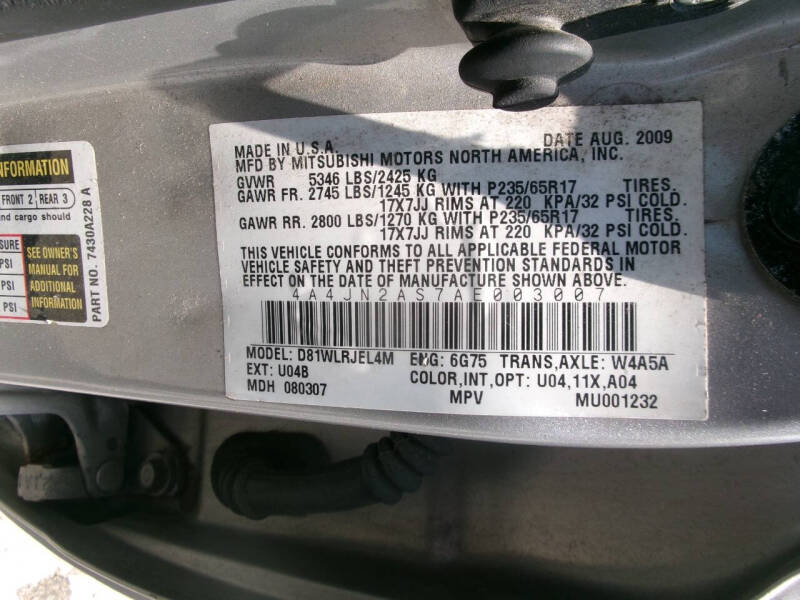 INFORMATION
FRONT 2 REAR 3
and cargo should
SURE
PSI
PSI
PSI
SEE OWNER'S
MANUAL FOR
ADDITIONAL
INFORMATION
PART NO. 7430A228 A
MADE IN U.S.A. DATE AUG. 2009
MFD BY MITSUBISHI MOTORS NORTH AMERICA, INC.
GVWR 5346 LBS/2425 KG
GAWR FR. 2745 LBS/1245 KG WITH P235/65R17 TIRES.
17X7JJ RIMS AT 220 KPA/32 PSI COLD.
GAWR RR. 2800 LBS/1270 KG WITH P235/65R17 TIRES.
17X7JJ RIMS AT 220 KPA/32 PSI COLD.
THIS VEHICLE CONFORMS TO ALL APPLICABLE FEDERAL MOTOR
VEHICLE SAFETY AND THEFT PREVENTION STANDARDS IN
EFFECT ON THE DATE OF MANUFACTURE SHOWN ABOVE.
4A4JN2AS7AE003007
MODEL: D81WLRJEL4M ENG: 6G75 TRANS,AXLE: W4A5A
EXT: U04B COLOR,INT,OPT: U04,11X,A04
MDH 080307 MPV MU001232